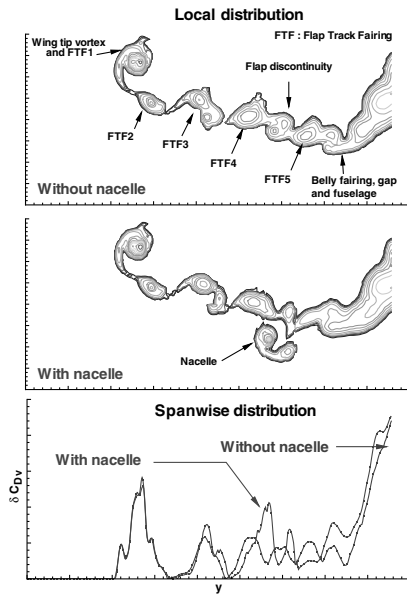 Local distribution
FTF : Flap Track Fairing
Wing tip vortex
and FTF1
Flap discontinuity
FTF2
FTF3
FTF4
FTF5
Belly fairing, gap
and fuselage
Without nacelle
Nacelle
With nacelle
Spanwise distribution
Without nacelle
With nacelle
δ CDv
y